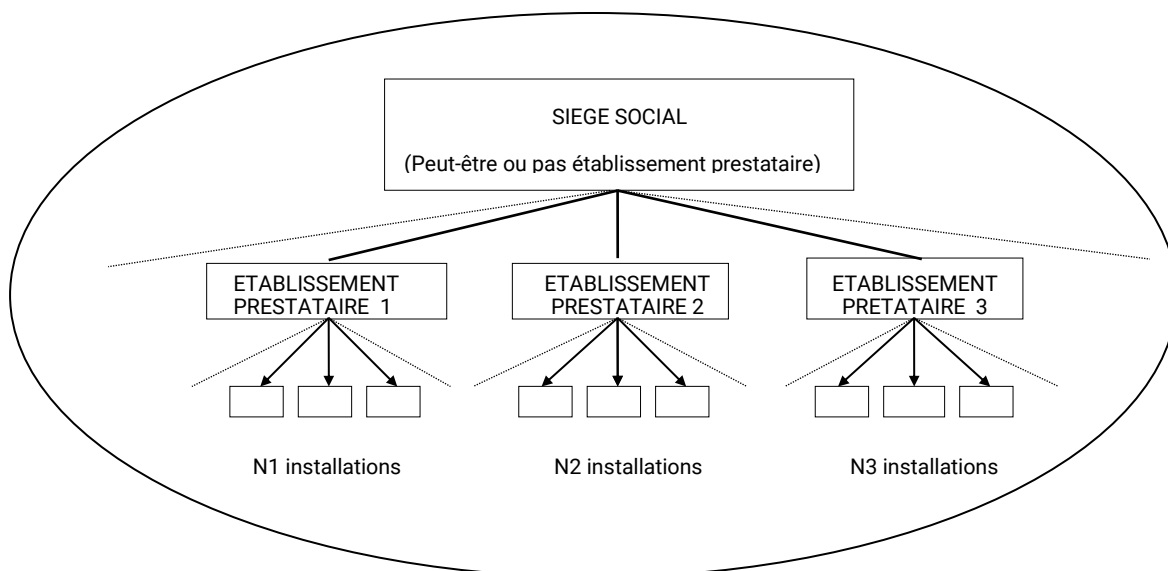 SIEGE SOCIAL
(Peut-être ou pas établissement prestataire)
ETABLISSEMENT
PRESTATAIRE 1
ETABLISSEMENT
PRESTATAIRE 2
ETABLISSEMENT
PRETATAIRE 3
N1 installations
N2 installations
N3 installations